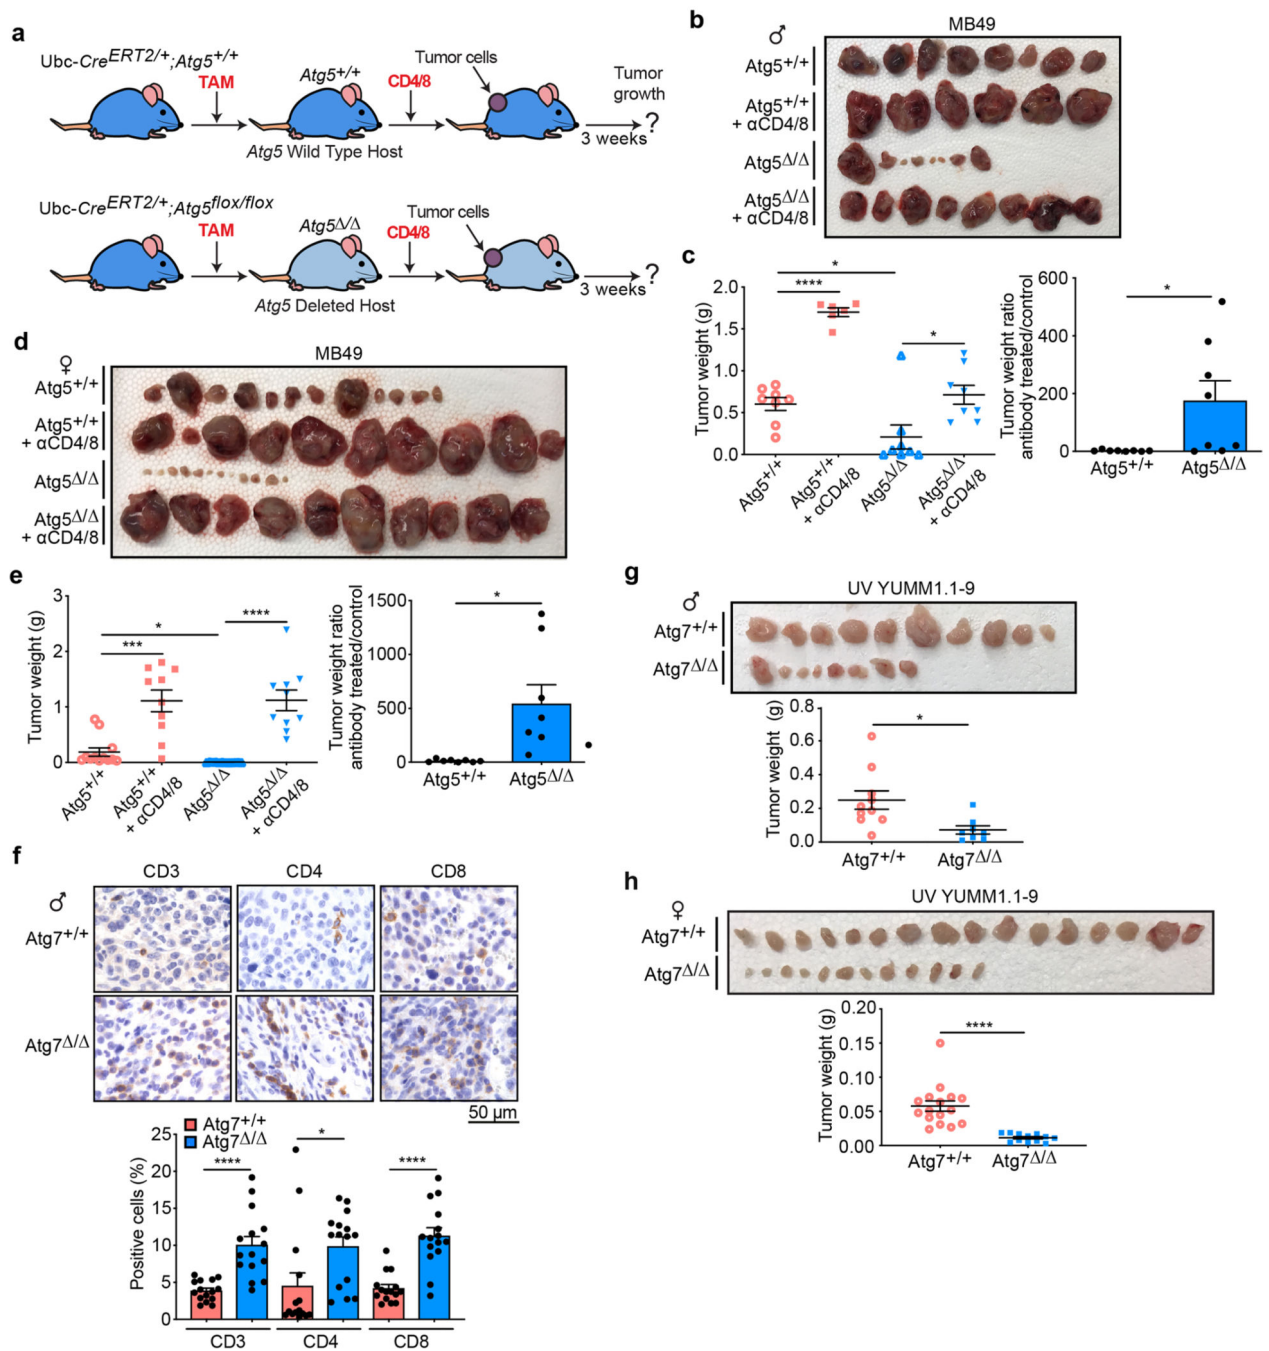 a
Ubc-CreERT2/+;Atg5+/+
TAM
Atg5+/+
CD4/8
Tumor cells
Tumor
growth
?
3 weeks
Atg5 Wild Type Host
Ubc-CreERT2/+;Atg5flox/flox
TAM
Atg5Δ/Δ
CD4/8
Tumor cells
?
3 weeks
Atg5 Deleted Host
b
MB49
♂
Atg5+/+
Atg5+/+
+ αCD4/8
Atg5Δ/Δ
Atg5Δ/Δ
+ αCD4/8
c
Tumor weight (g)
2.0
1.5
1.0
0.5
0.0
*
****
*
Atg5+/+
Atg5+/+
+ αCD4/8
Atg5Δ/Δ
Atg5Δ/Δ
+ αCD4/8
Tumor weight ratio
antibody treated/control
600
400
200
0
*
Atg5+/+
Atg5Δ/Δ
d
MB49
♀
Atg5+/+
Atg5+/+
+ αCD4/8
Atg5Δ/Δ
Atg5Δ/Δ
+ αCD4/8
e
Tumor weight (g)
3
2
1
0
****
*
***
Atg5+/+
Atg5+/+
+ αCD4/8
Atg5Δ/Δ
Atg5Δ/Δ
+ αCD4/8
Tumor weight ratio
antibody treated/control
1500
1000
500
0
*
Atg5+/+
Atg5Δ/Δ
f
CD3
CD4
CD8
♂
Atg7+/+
Atg7Δ/Δ
50 µm
Atg7+/+
Atg7Δ/Δ
Positive cells (%)
25
20
15
10
5
0
****
*
****
CD3
CD4
CD8
g
UV YUMM1.1-9
♂
Atg7+/+
Atg7Δ/Δ
Tumor weight (g)
0.8
0.6
0.4
0.2
0.0
*
Atg7+/+
Atg7Δ/Δ
h
UV YUMM1.1-9
♀
Atg7+/+
Atg7Δ/Δ
Tumor weight (g)
0.20
0.15
0.10
0.05
0.00
****
Atg7+/+
Atg7Δ/Δ